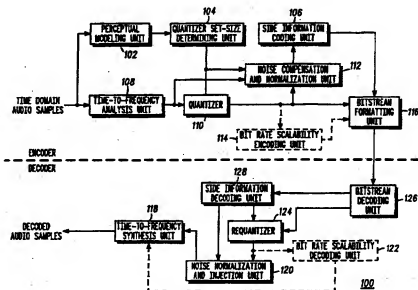 PERCEPTUAL
MODELING UNIT
102
104
QUANTIZER SET-SIZE
DETERMINING UNIT
106
SIDE INFORMATION
CODING UNIT
108
112
NOISE COMPENSATION
AND NORMALIZATION UNIT
TIME DOMAIN
AUDIO SAMPLES
TIME-TO-FREQUENCY
ANALYSIS UNIT
QUANTIZER
110
BITSTREAM
FORMATTING
UNIT
116
114
BIT RATE SCALABILITY
ENCODING UNIT
ENCODER
DECODER
128
SIDE INFORMATION
DECODING UNIT
BITSTREAM
DECODING
UNIT
126
118
124
DECODED
AUDIO SAMPLES
TIME-TO-FREQUENCY
SYNTHESIS UNIT
REQUANTIZER
BIT RATE SCALABILITY
DECODING UNIT
122
NOISE NORMALIZATION
AND INJECTION UNIT
120
100